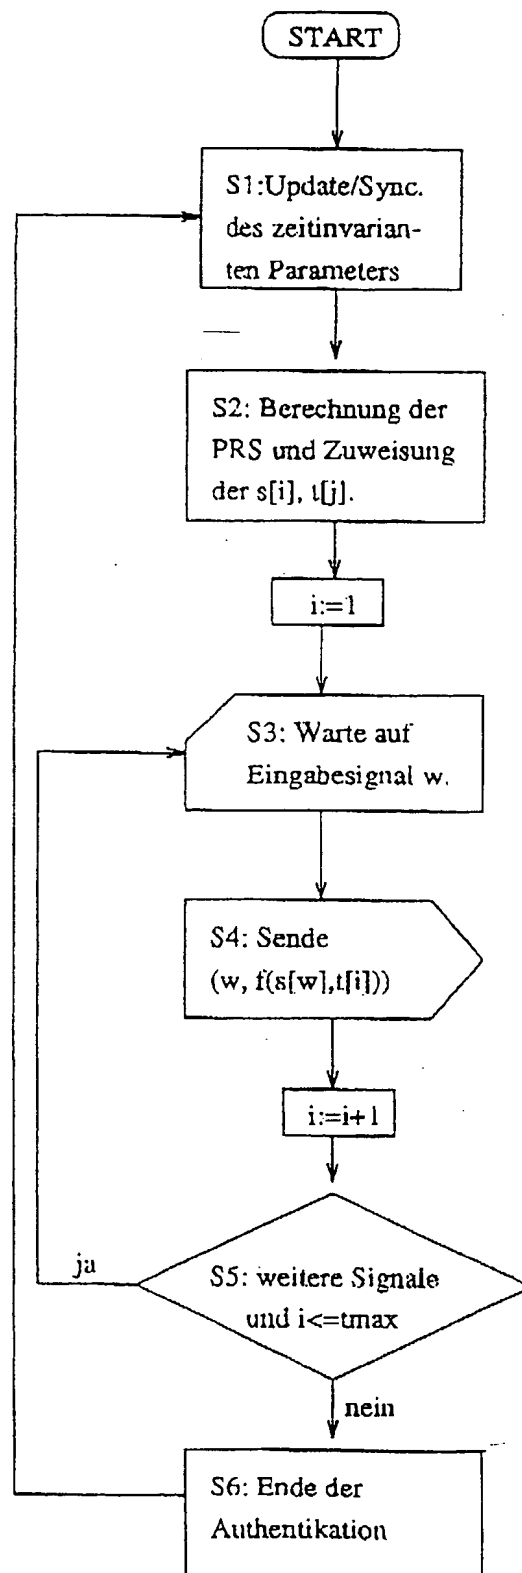 START
S1:Update/Sync.
des zeitinvarian-
ten Parameters
S2: Berechnung der
PRS und Zuweisung
der s[i], t[j].
i:=1
S3: Warte auf
Eingabesignal w.
S4: Sende
(w, f(s[w],t[i]))
i:=i+1
ja
S5: weitere Signale
und i<=tmax
nein
S6: Ende der
Authentikation